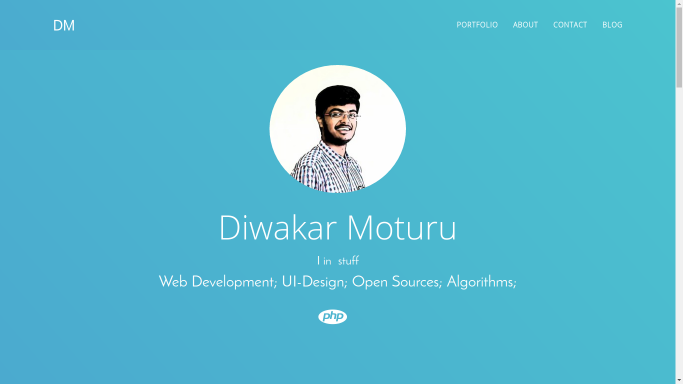 DM
PORTFOLIO ABOUT CONTACT BLOG
Diwakar Moturu
I in stuff
Web Development; UI-Design; Open Sources; Algorithms;
php